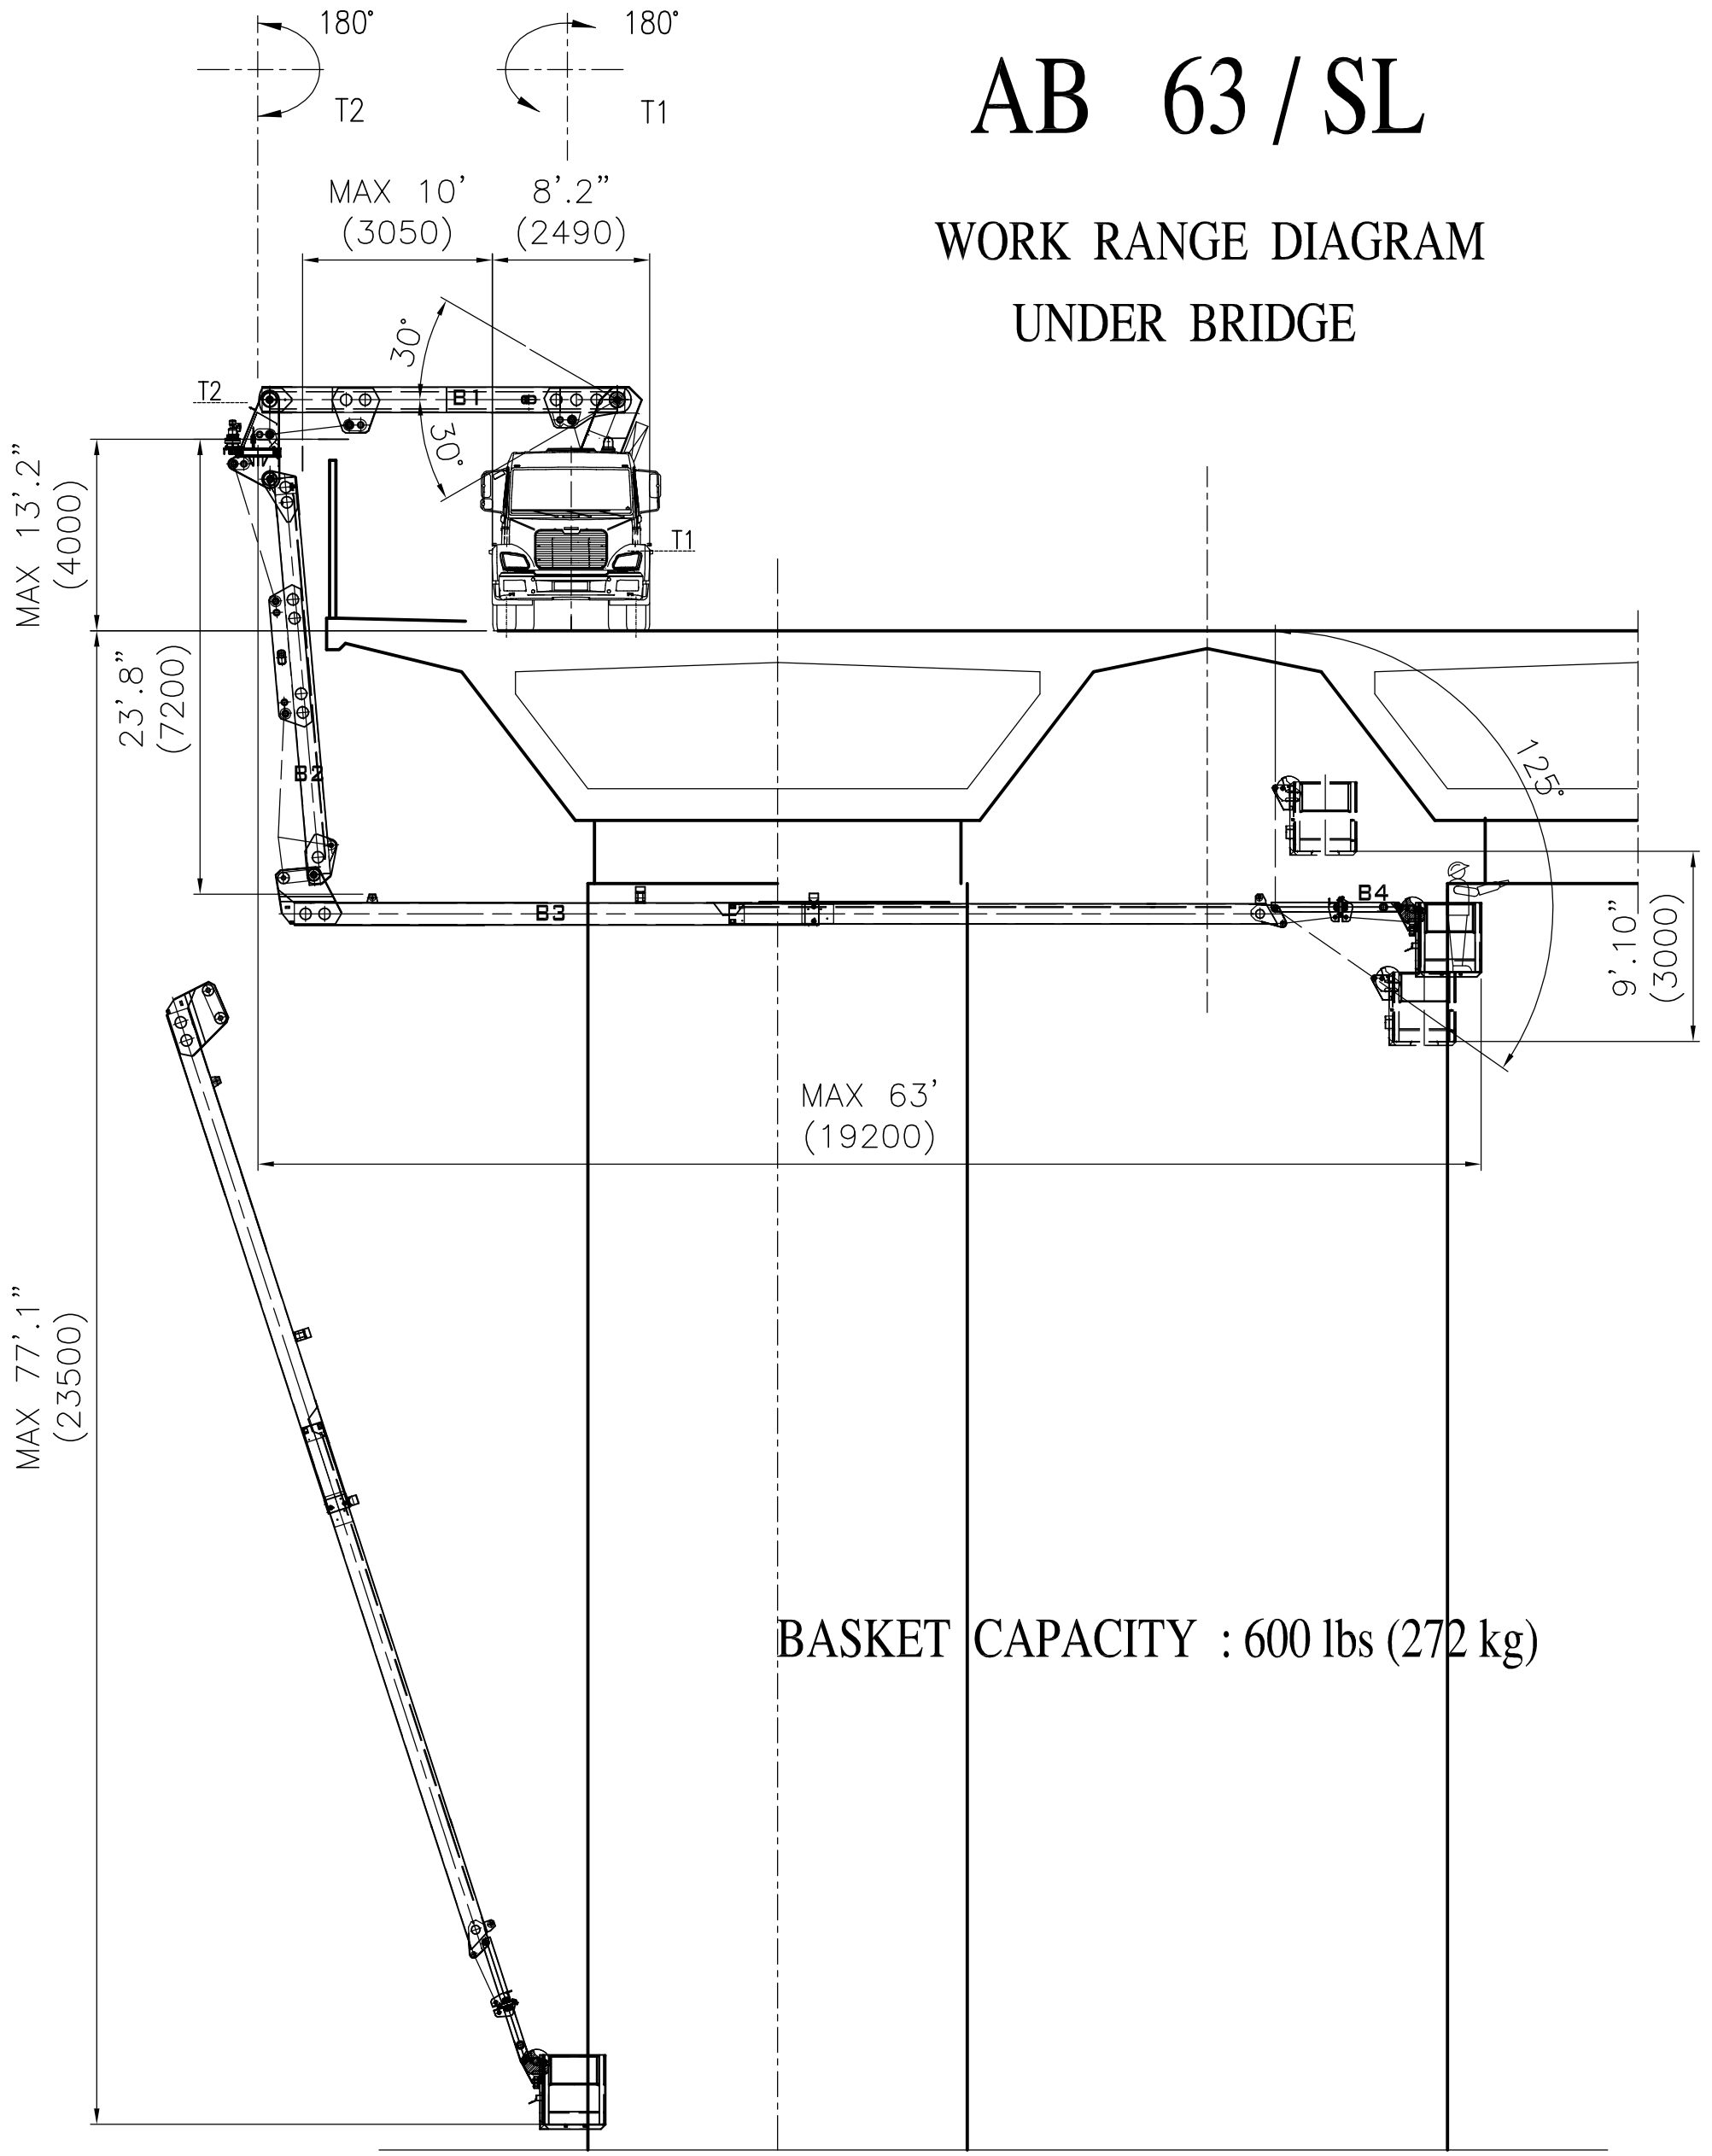 180°
180°
T2
T1
AB 63 / SL
MAX 10'
(3050)
8'.2”
(2490)
WORK RANGE DIAGRAM
UNDER BRIDGE
30°
T2
B1
30°
MAX 13'.2”
(4000)
T1
23'.8”
(7200)
B2
125°
B3
B4
9'.10”
(3000)
MAX 63'
(19200)
MAX 77'.1”
(23500)
BASKET CAPACITY : 600 lbs (272 kg)